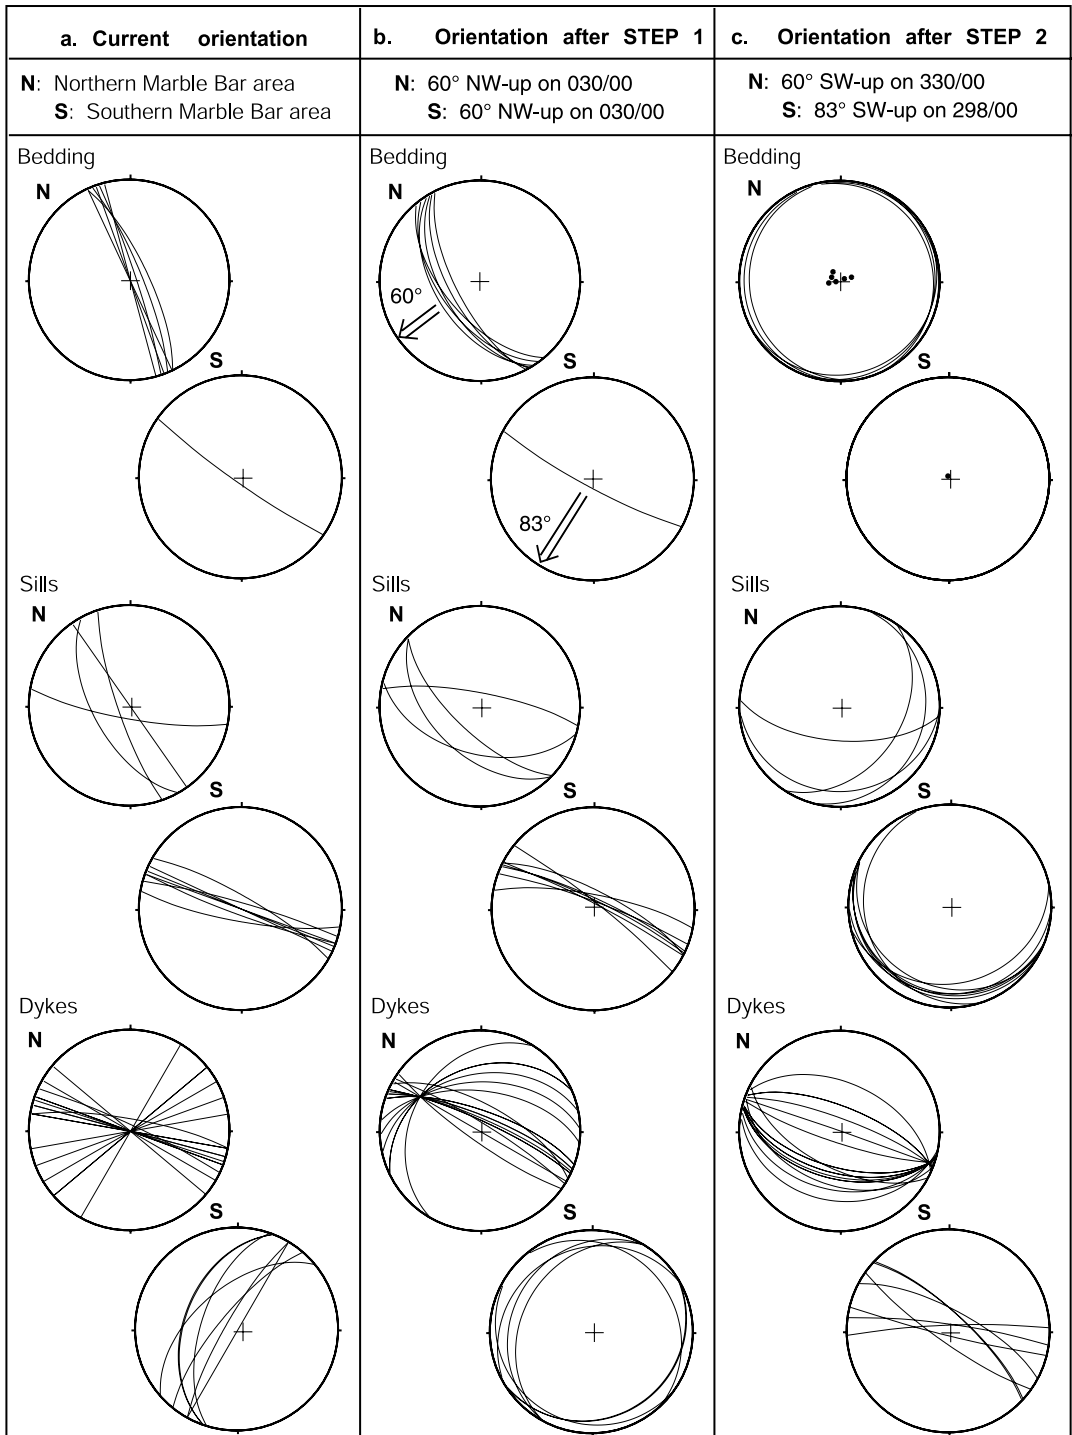 a. Current orientation
b. Orientation after STEP 1
c. Orientation after STEP 2
N: Northern Marble Bar area
S: Southern Marble Bar area
N: 60° NW-up on 030/00
S: 60° NW-up on 030/00
N: 60° SW-up on 330/00
S: 83° SW-up on 298/00
Bedding
Bedding
Bedding
N
N
N
60°
S
S
S
83°
Sills
Sills
Sills
N
N
N
S
S
S
Dykes
Dykes
Dykes
N
N
N
S
S
S